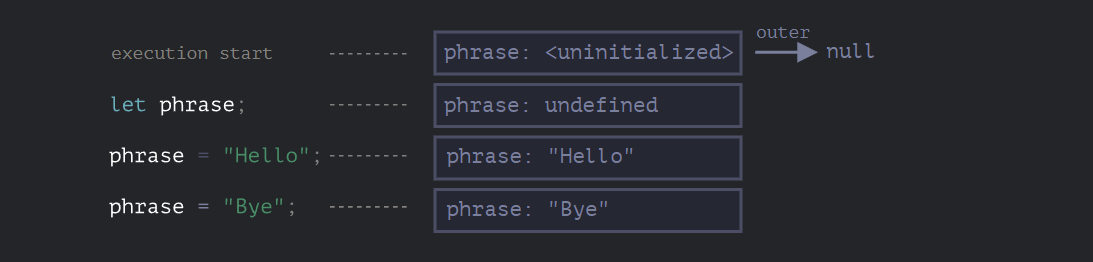 execution start --------- phrase: <uninitialized> outer null
let phrase; --------- phrase: undefined
phrase = "Hello"; --------- phrase: "Hello"
phrase = "Bye"; --------- phrase: "Bye"